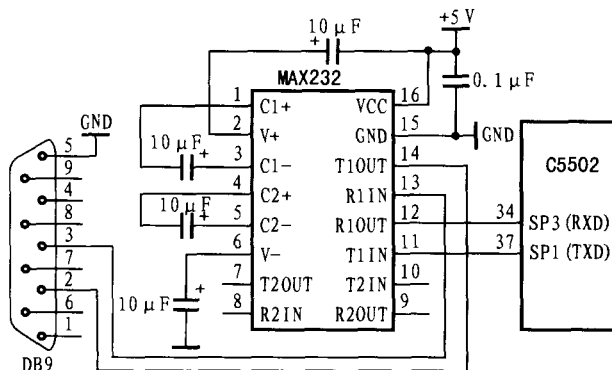 10 μF
+
+5 V
MAX232
0.1 μF
GND
5
9
4
8
3
7
2
6
1
DB9
10 μF
+
10 μF
+
10 μF
+
1 C1+
2 V+
3 C1-
4 C2+
5 C2-
6 V-
7 T2OUT
8 R2IN
VCC 16
GND 15
T1OUT 14
R1IN 13
R1OUT 12
T1IN 11
T2IN 10
R2OUT 9
GND
C5502
34 SP3(RXD)
37 SP1(TXD)